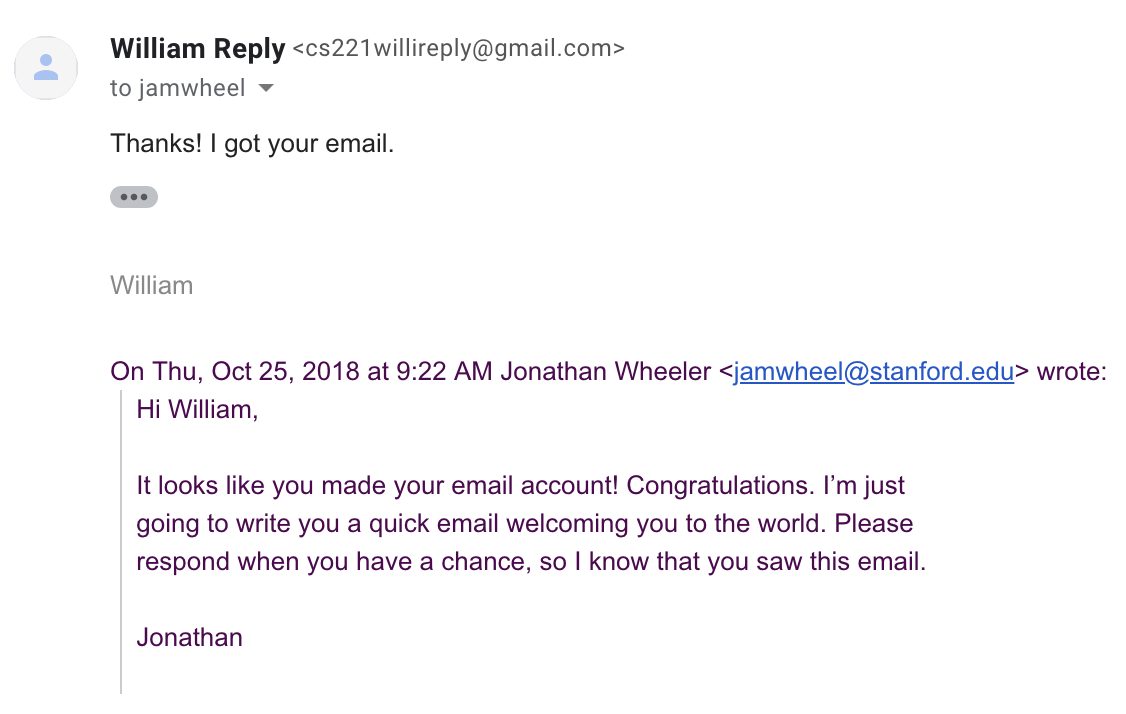 William Reply <cs221willireply@gmail.com>
to jamwheel
Thanks! I got your email.
William
On Thu, Oct 25, 2018 at 9:22 AM Jonathan Wheeler <jamwheel@stanford.edu> wrote:
Hi William,
It looks like you made your email account! Congratulations. I’m just
going to write you a quick email welcoming you to the world. Please
respond when you have a chance, so I know that you saw this email.
Jonathan